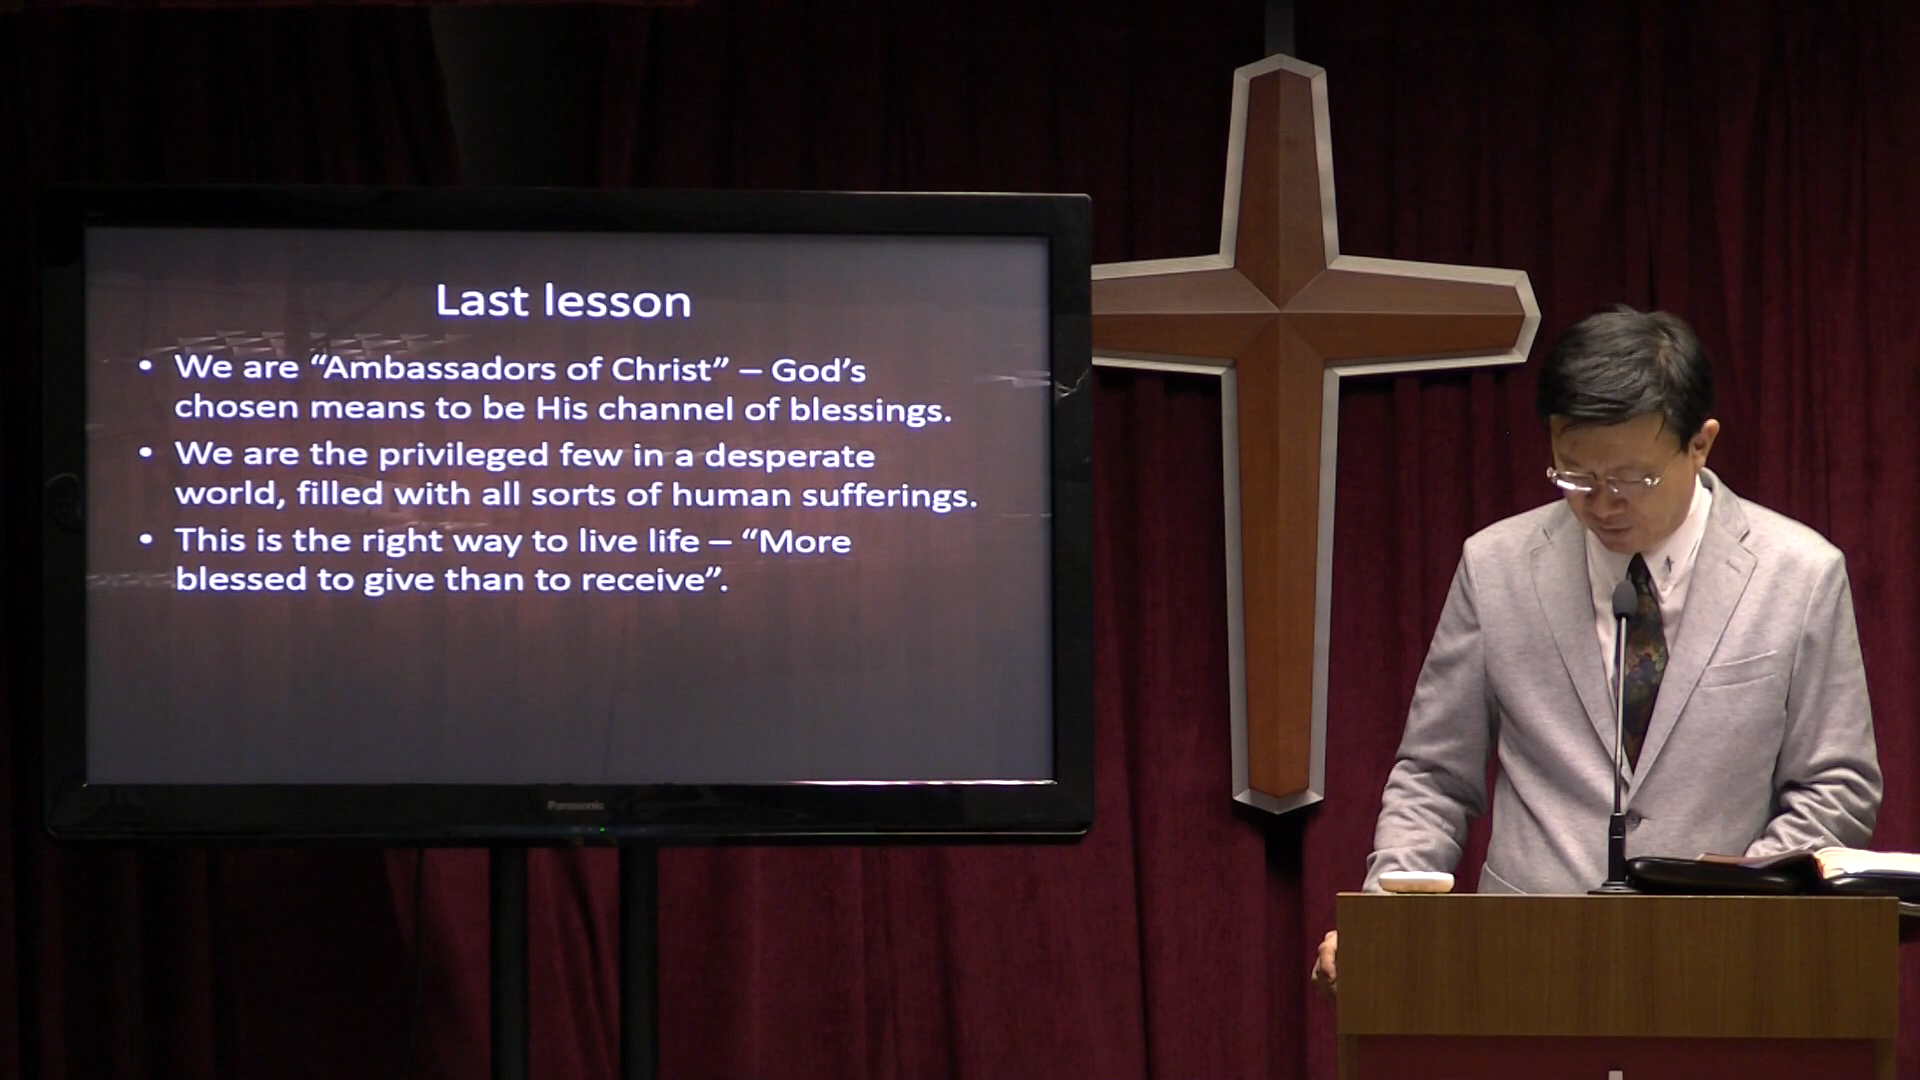 Last lesson
• We are “Ambassadors of Christ” – God’s
chosen means to be His channel of blessings.
• We are the privileged few in a desperate
world, filled with all sorts of human sufferings.
• This is the right way to live life – “More
blessed to give than to receive”.
Panasonic